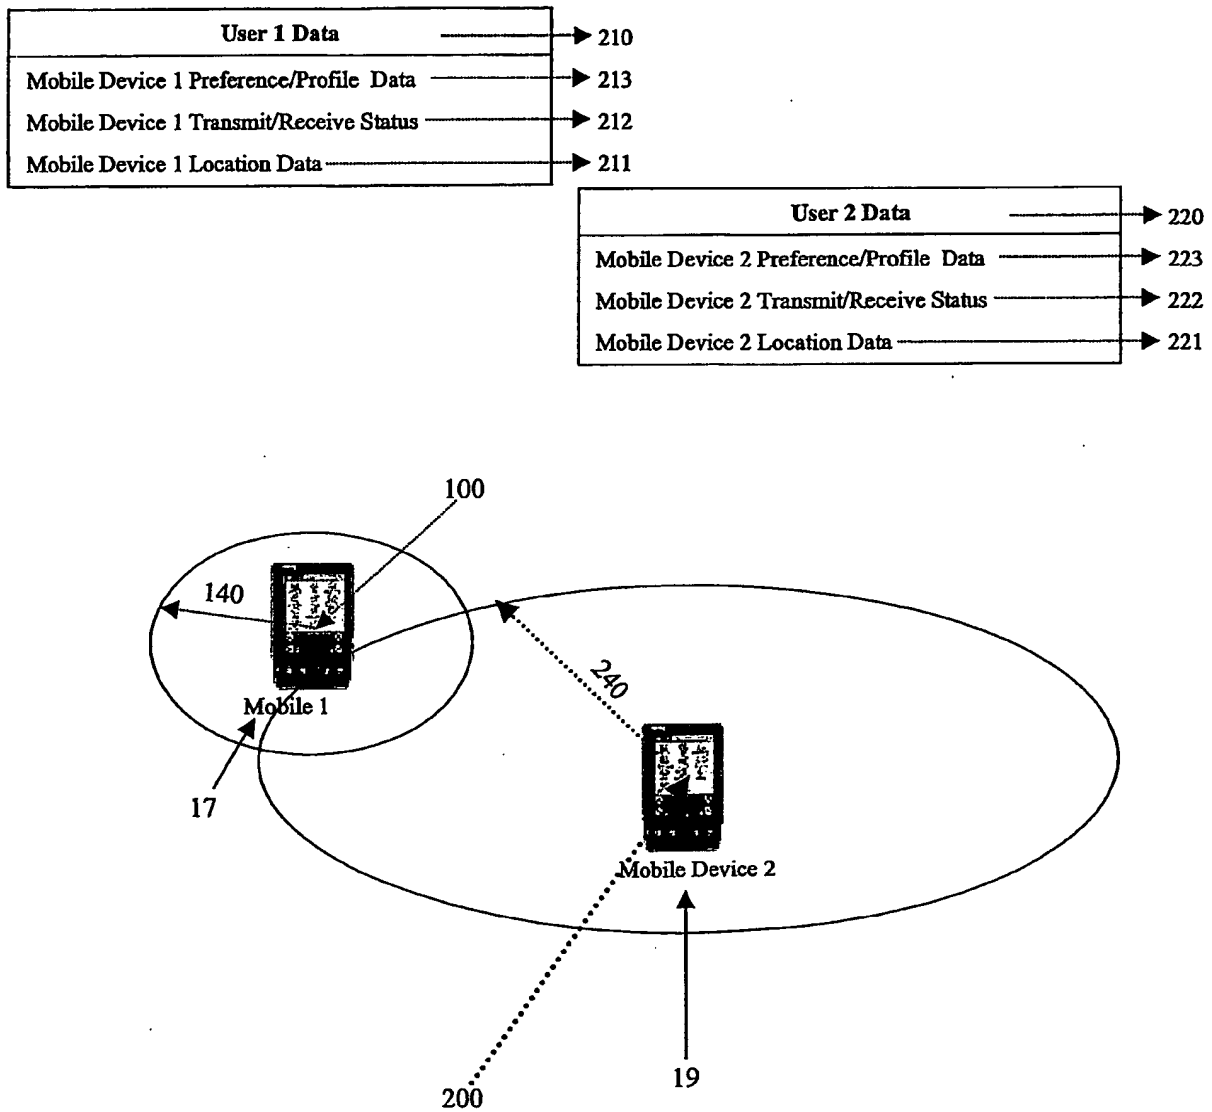 User 1 Data 210
Mobile Device 1 Preference/Profile Data 213
Mobile Device 1 Transmit/Receive Status 212
Mobile Device 1 Location Data 211
User 2 Data 220
Mobile Device 2 Preference/Profile Data 223
Mobile Device 2 Transmit/Receive Status 222
Mobile Device 2 Location Data 221
100
140
240
Mobile 1
17
Mobile Device 2
19
200